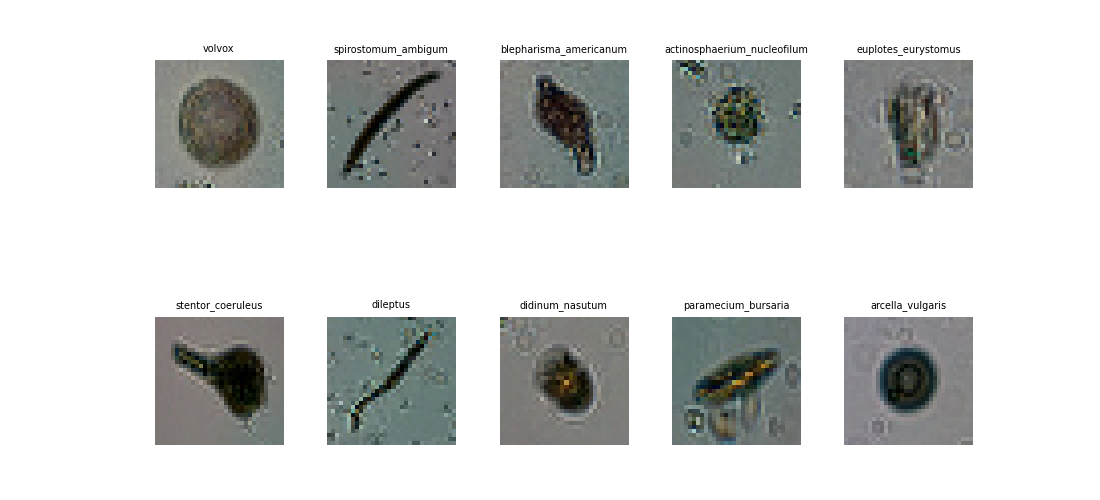 volvox
spirostomum_ambigum
blepharisma_americanum
actinosphaerium_nucleofilum
euplotes_eurystomus
stentor_coeruleus
dileptus
didinum_nasutum
paramecium_bursaria
arcella_vulgaris